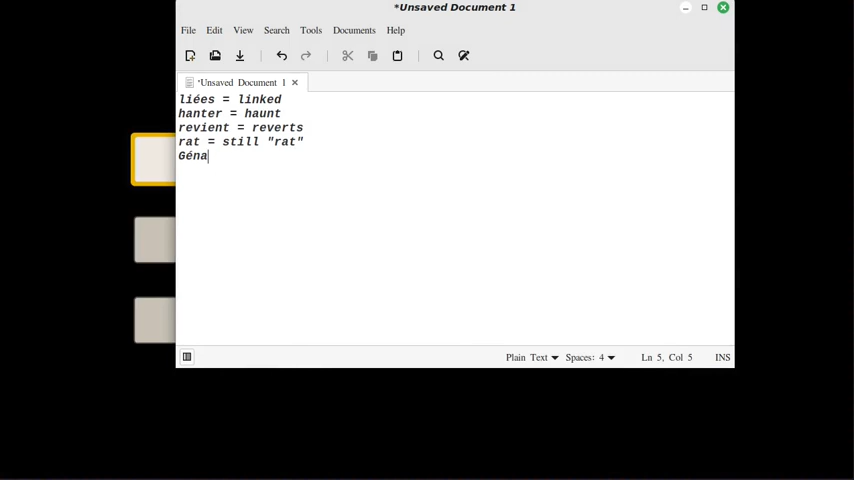 *Unsaved Document 1
File Edit View Search Tools Documents Help
*Unsaved Document 1
liées = linked
hanter = haunt
revient = reverts
rat = still "rat"
Géna
Plain Text Spaces: 4 Ln 5, Col 5 INS